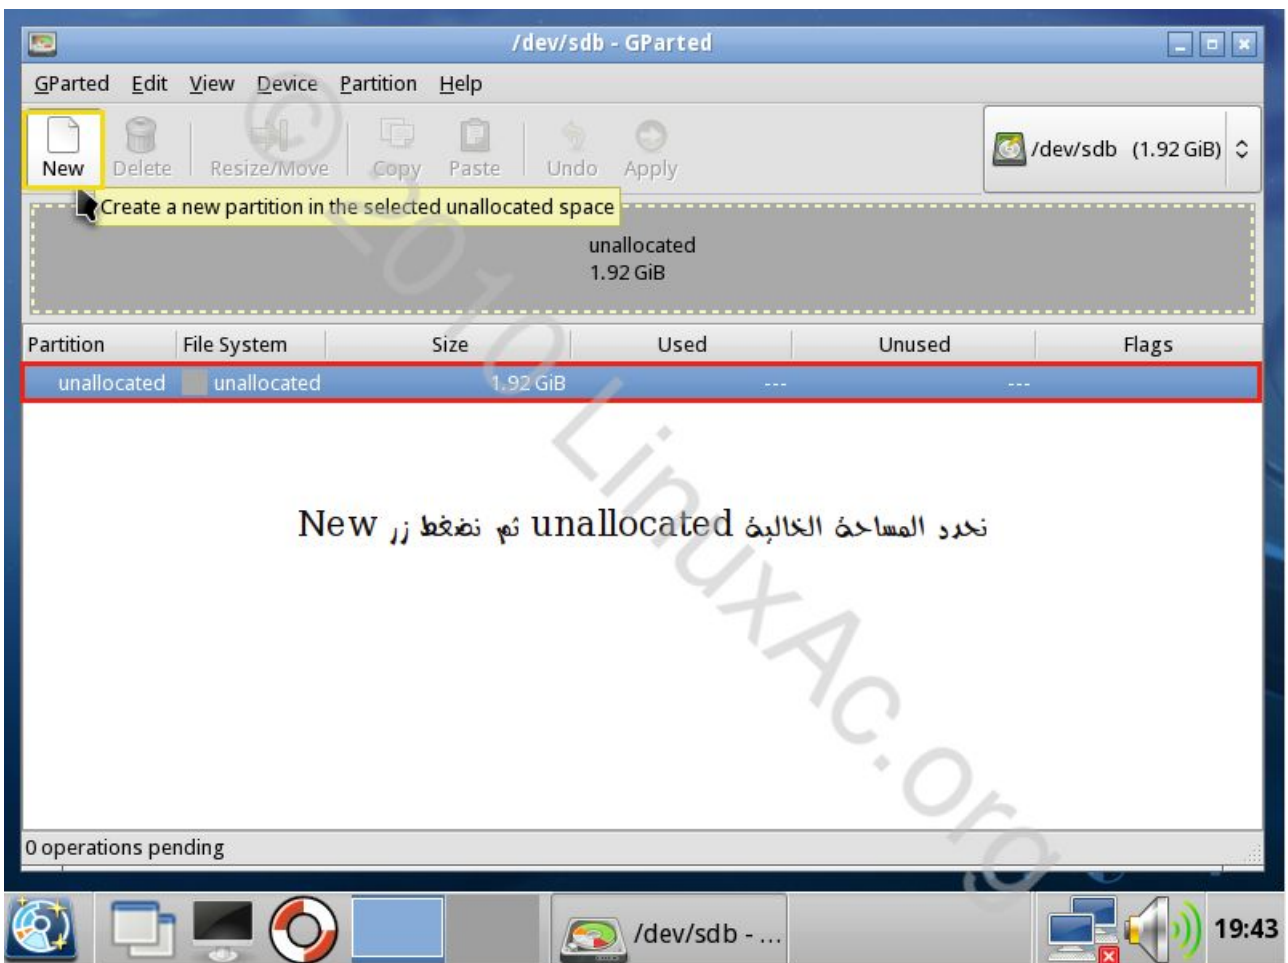 /dev/sdb - GParted
GParted Edit View Device Partition Help
New Delete Resize/Move Copy Paste Undo Apply /dev/sdb (1.92 GiB)
Create a new partition in the selected unallocated space
unallocated
1.92 GiB
Partition File System Size Used Unused Flags
unallocated unallocated 1.92 GiB --- ---
نحدد المساحة الخالية unallocated ثم نضغط زر New
© 2010 LinuxAc.org
0 operations pending
/dev/sdb - ... 19:43